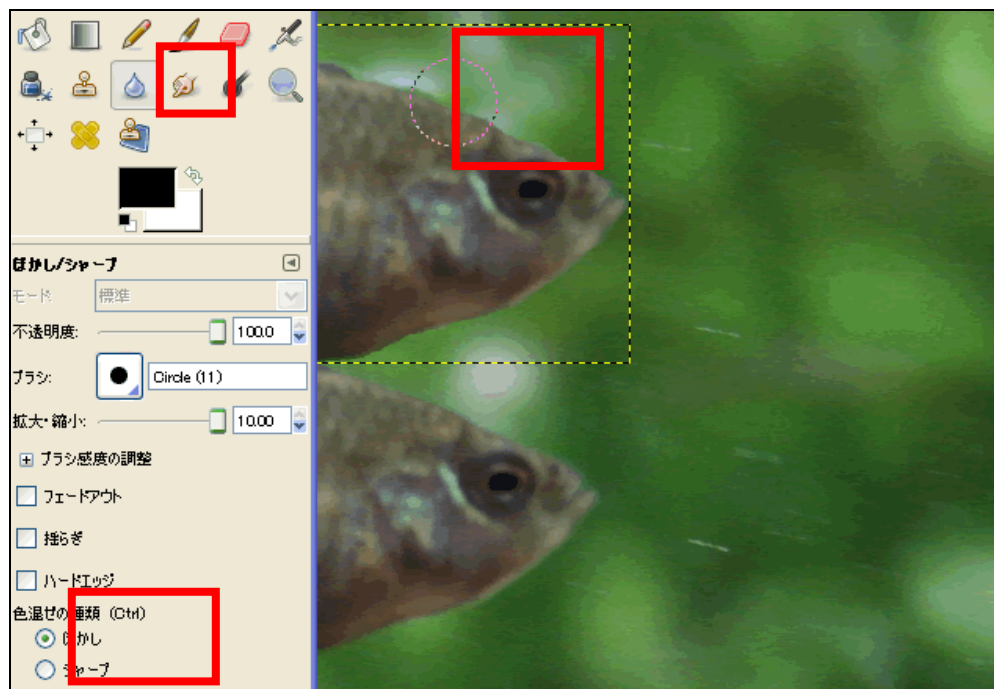 ぼかし/シャープ
モード: 標準
不透明度: 100.0
ブラシ: Circle (11)
拡大・縮小: 10.00
ブラシ感度の調整
フェードアウト
揺らぎ
ハードエッジ
色混ぜの種類 (Ctrl)
ぼかし
シャープ